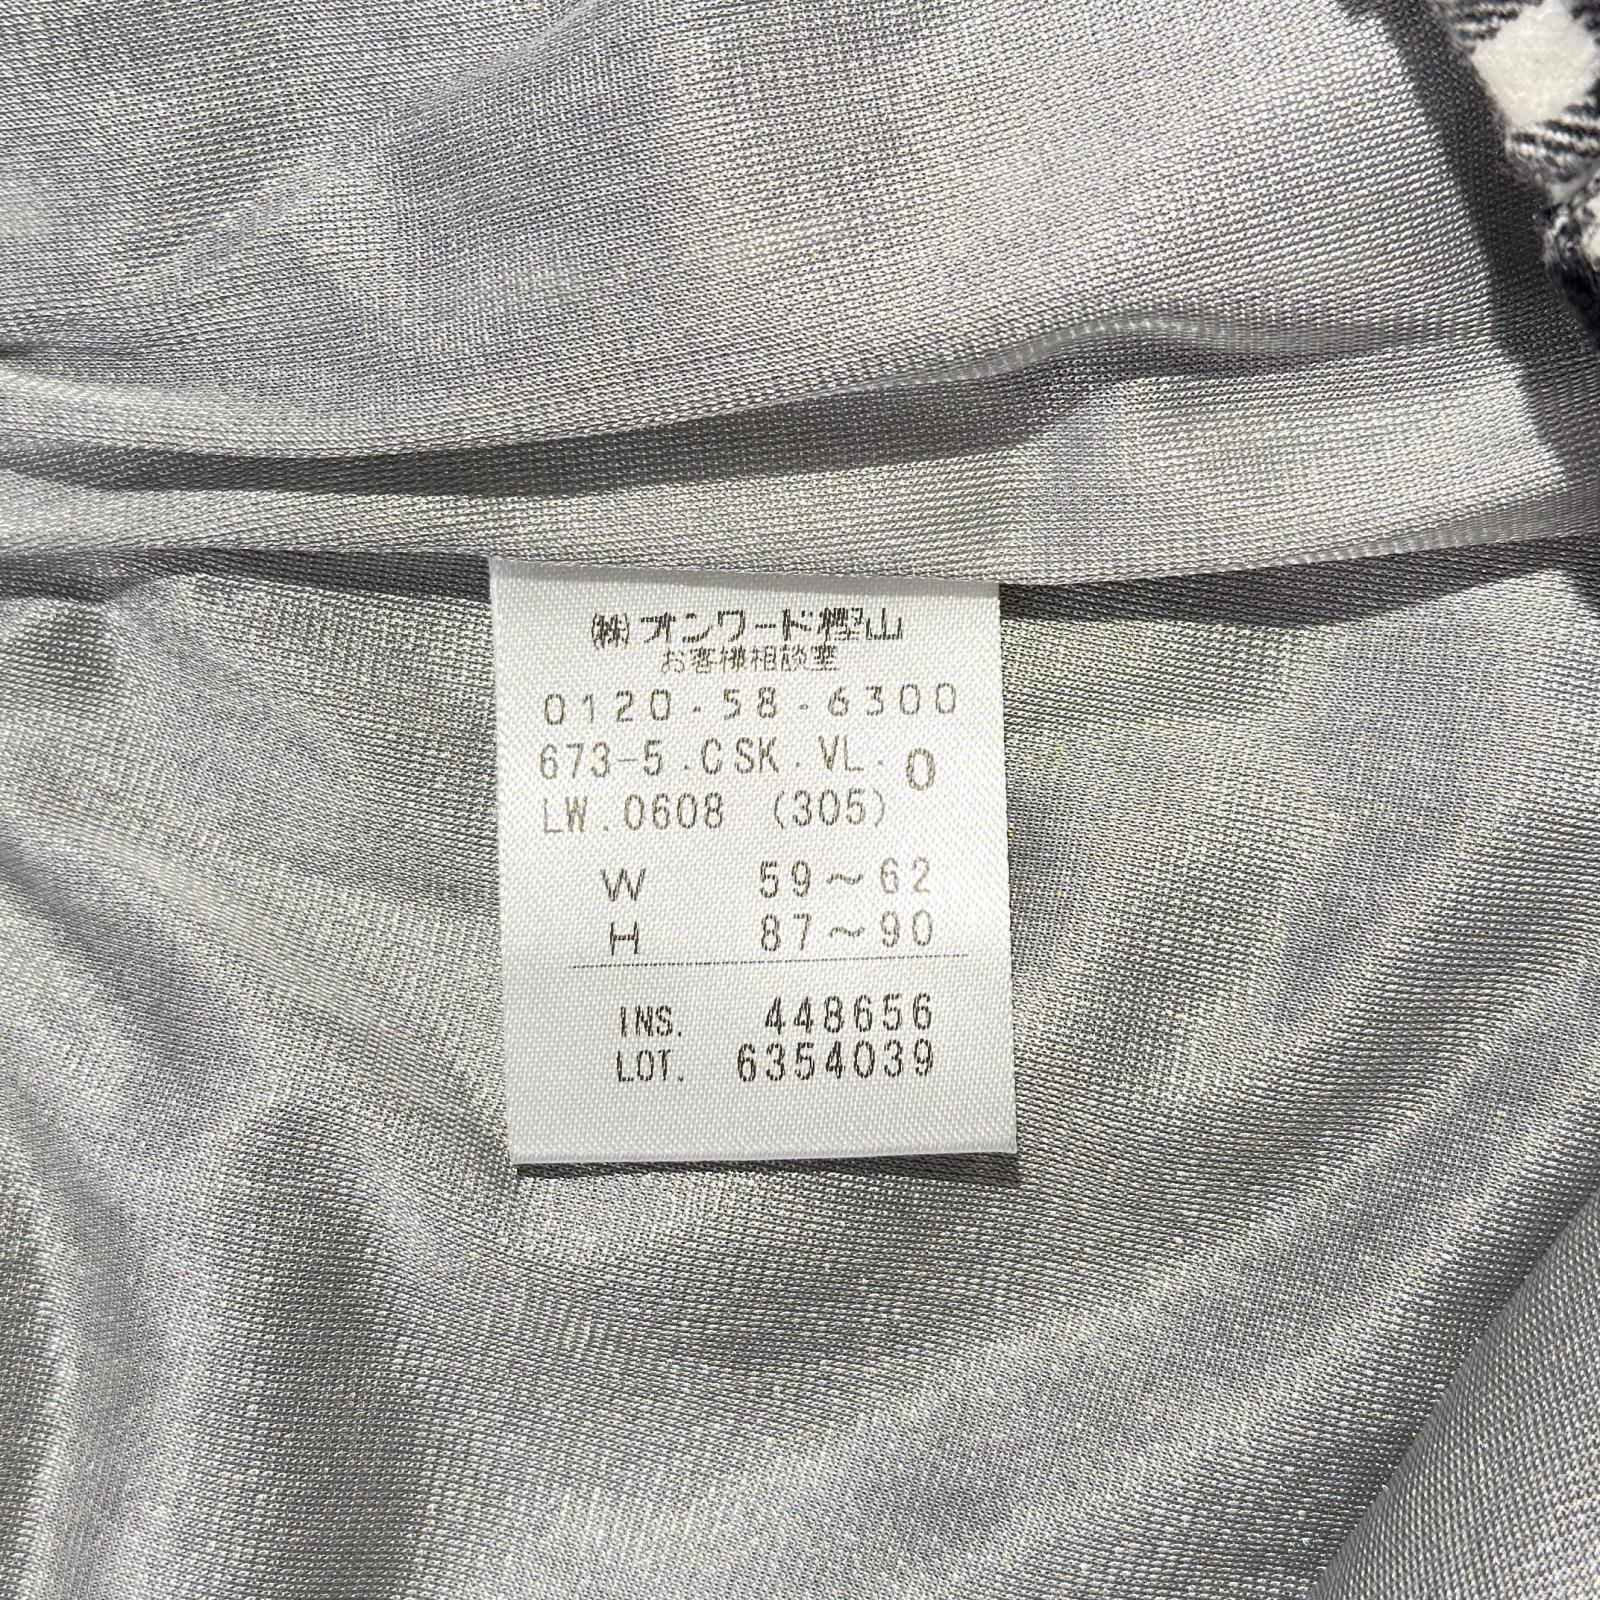 ㈱オンワード樫山
お客様相談室
0120-58-6300
673-5.CSK.VL. 0
LW.0608 (305)
W 59～62
H 87～90
INS. 448656
LOT. 6354039